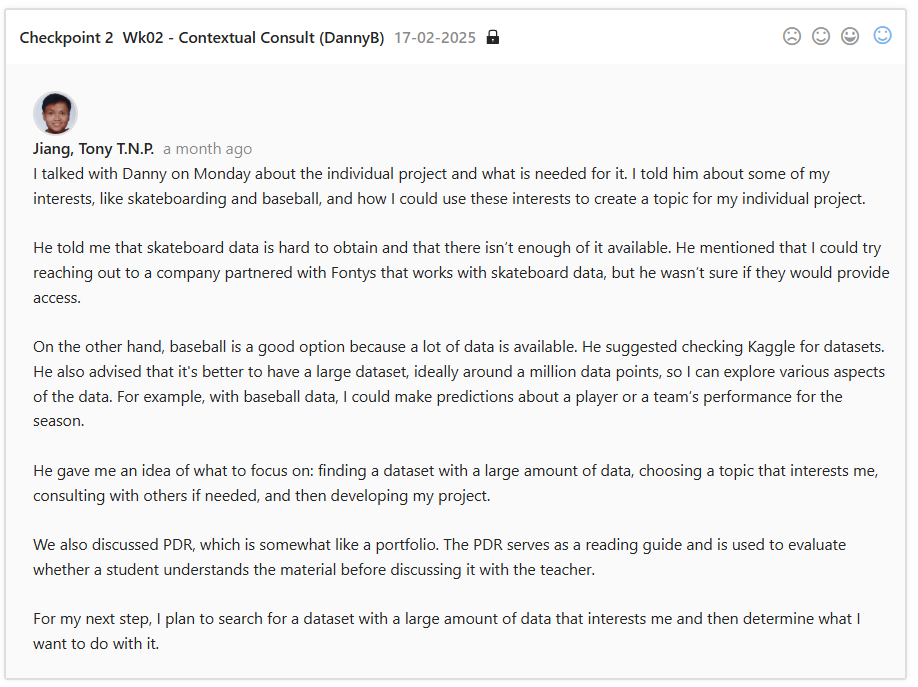 Checkpoint 2 Wk02 - Contextual Consult (DannyB) 17-02-2025
Jiang, Tony T.N.P. a month ago
I talked with Danny on Monday about the individual project and what is needed for it. I told him about some of my
interests, like skateboarding and baseball, and how I could use these interests to create a topic for my individual project.
He told me that skateboard data is hard to obtain and that there isn’t enough of it available. He mentioned that I could try
reaching out to a company partnered with Fontys that works with skateboard data, but he wasn’t sure if they would provide
access.
On the other hand, baseball is a good option because a lot of data is available. He suggested checking Kaggle for datasets.
He also advised that it's better to have a large dataset, ideally around a million data points, so I can explore various aspects
of the data. For example, with baseball data, I could make predictions about a player or a team’s performance for the
season.
He gave me an idea of what to focus on: finding a dataset with a large amount of data, choosing a topic that interests me,
consulting with others if needed, and then developing my project.
We also discussed PDR, which is somewhat like a portfolio. The PDR serves as a reading guide and is used to evaluate
whether a student understands the material before discussing it with the teacher.
For my next step, I plan to search for a dataset with a large amount of data that interests me and then determine what I
want to do with it.